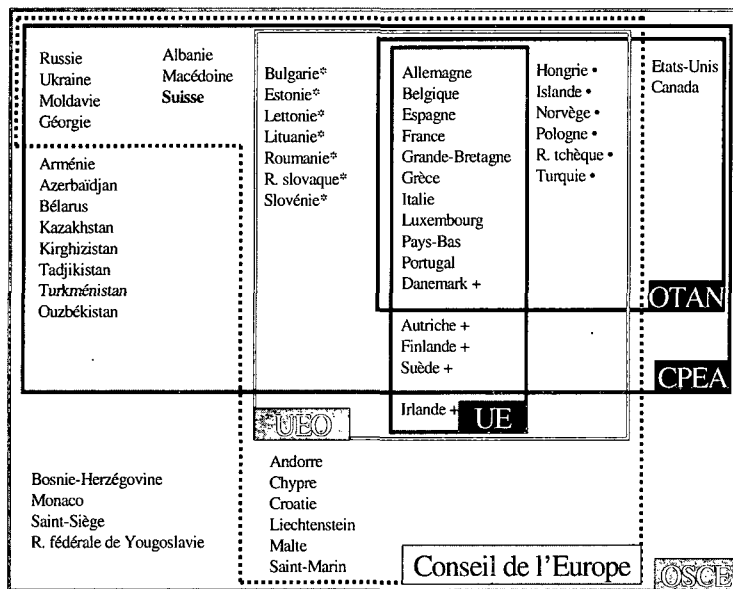 Russie
Ukraine
Moldavie
Géorgie
Albanie
Macédoine
Suisse
Arménie
Azerbaïdjan
Bélarus
Kazakhstan
Kirghizistan
Tadjikistan
Turkménistan
Ouzbékistan
Bulgarie*
Estonie*
Lettonie*
Lituanie*
Roumanie*
R. slovaque*
Slovénie*
Allemagne
Belgique
Espagne
France
Grande-Bretagne
Grèce
Italie
Luxembourg
Pays-Bas
Portugal
Danemark +
Autriche +
Finlande +
Suède +
Irlande +
Hongrie •
Islande •
Norvège •
Pologne •
R. tchèque •
Turquie •
Etats-Unis
Canada
OTAN
CPEA
UEO
UE
Bosnie-Herzégovine
Monaco
Saint-Siège
R. fédérale de Yougoslavie
Andorre
Chypre
Croatie
Liechtenstein
Malte
Saint-Marin
Conseil de l'Europe
OSCE